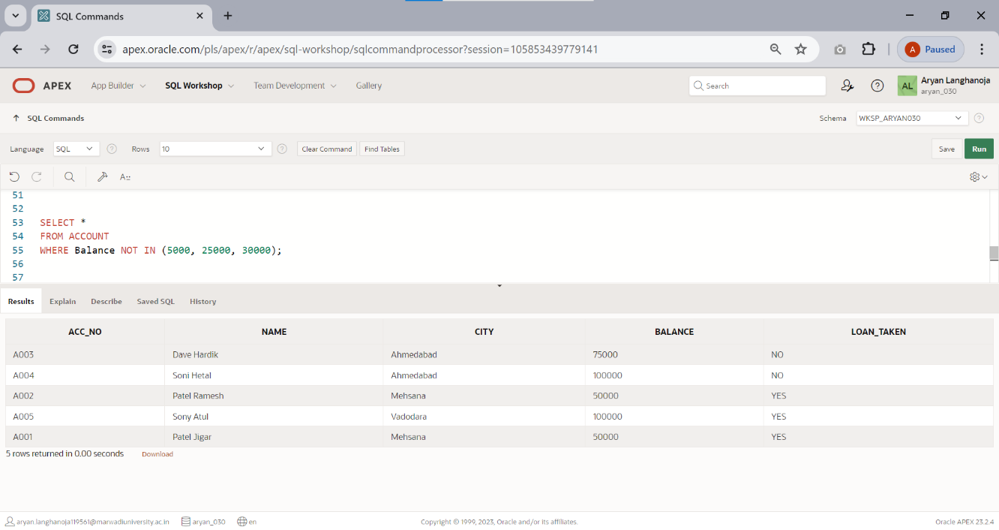 SQL Commands
apex.oracle.com/pls/apex/r/apex/sql-workshop/sqlcommandprocessor?session=105853439779141
A Paused
APEX App Builder SQL Workshop Team Development Gallery Search ? AL Aryan Langhanoja
aryan_030
SQL Commands Schema WKSP_ARYAN030 ?
Language SQL ? Rows 10 ? Clear Command Find Tables Save Run
51
52
53 SELECT *
54 FROM ACCOUNT
55 WHERE Balance NOT IN (5000, 25000, 30000);
56
57
Results Explain Describe Saved SQL History
ACC_NO NAME CITY BALANCE LOAN_TAKEN
A003 Dave Hardik Ahmedabad 75000 NO
A004 Soni Hetal Ahmedabad 100000 NO
A002 Patel Ramesh Mehsana 50000 YES
A005 Sony Atul Vadodara 100000 YES
A001 Patel Jigar Mehsana 50000 YES
5 rows returned in 0.00 seconds Download
aryan.langhanoja119561@marwadiuniversity.ac.in aryan_030 en Copyright © 1999, 2023, Oracle and/or its affiliates. Oracle APEX 23.2.4